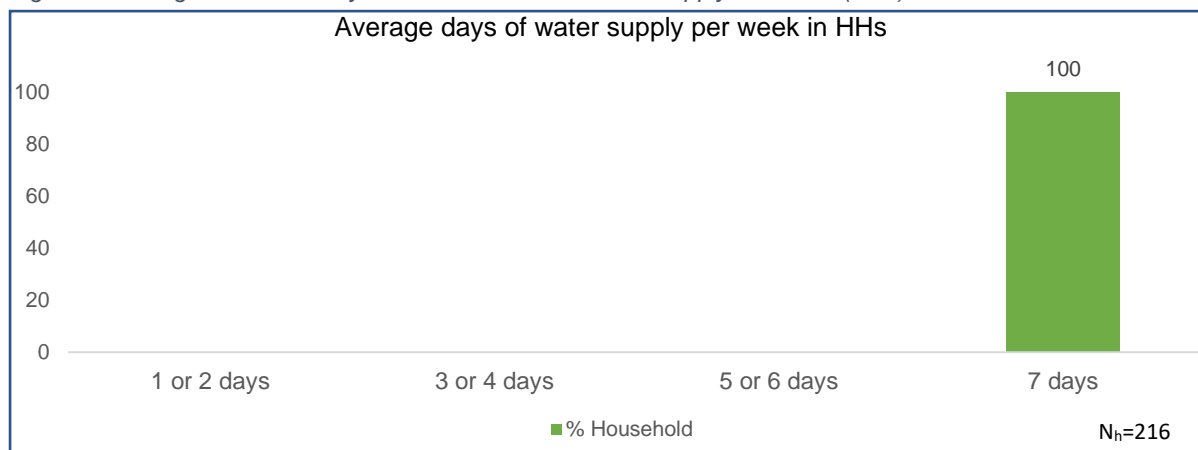 Average days of water supply per week in HHs
100
100
80
60
40
20
0
1 or 2 days 3 or 4 days 5 or 6 days 7 days
% Household
Nₕ=216